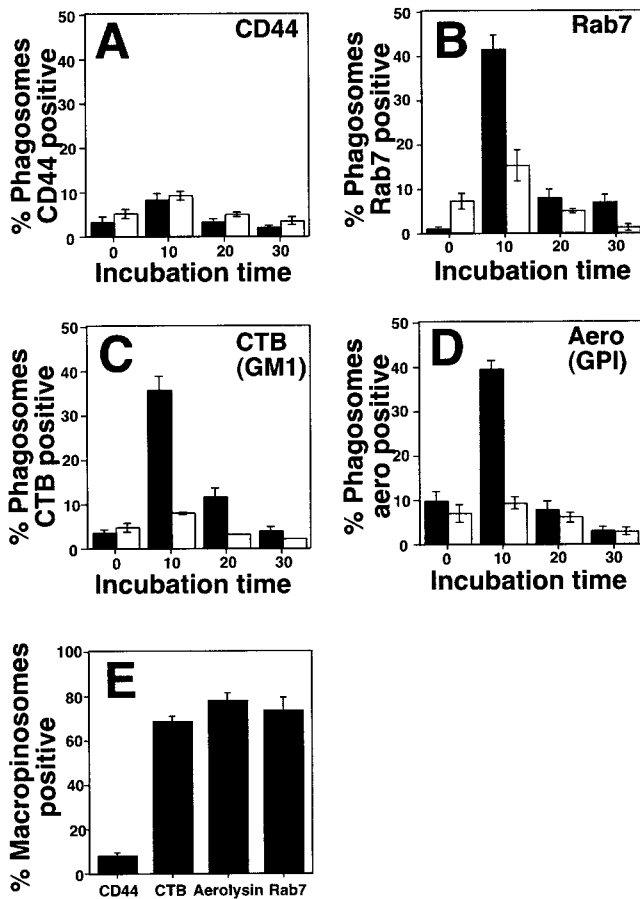 A
CD44
% Phagosomes
CD44 positive
50
40
30
20
10
0
0 10 20 30
Incubation time
B
Rab7
% Phagosomes
Rab7 positive
50
40
30
20
10
0
0 10 20 30
Incubation time
C
CTB
(GM1)
% Phagosomes
CTB positive
50
40
30
20
10
0
0 10 20 30
Incubation time
D
Aero
(GPI)
% Phagosomes
aero positive
50
40
30
20
10
0
0 10 20 30
Incubation time
E
% Macropinosomes
positive
100
80
60
40
20
0
CD44 CTB Aerolysin Rab7